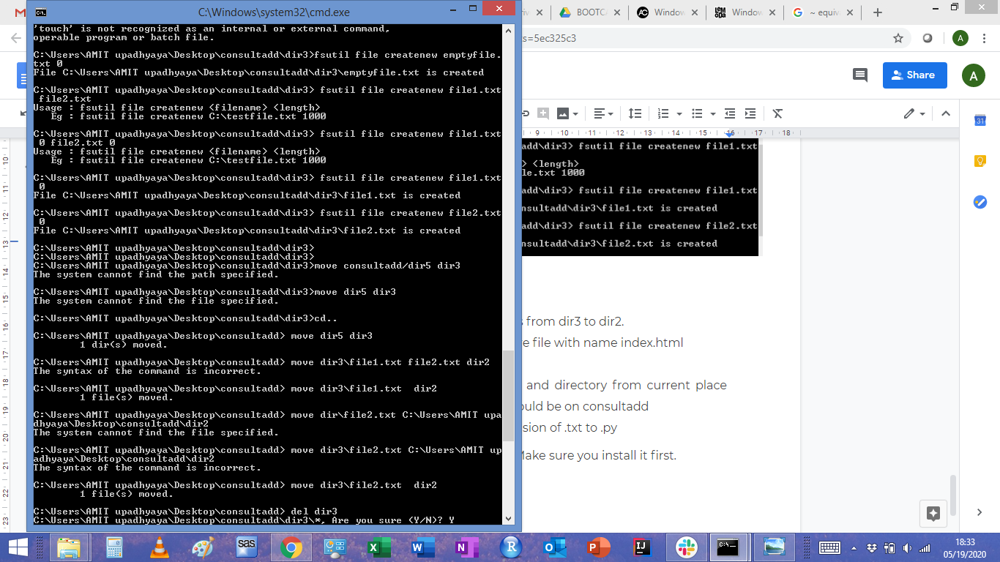 C:\Windows\system32\cmd.exe
'touch' is not recognized as an internal or external command,
operable program or batch file.
C:\Users\AMIT upadhyaya\Desktop\consultadd\dir3>fsutil file createnew emptyfile.
txt 0
File C:\Users\AMIT upadhyaya\Desktop\consultadd\dir3\emptyfile.txt is created
C:\Users\AMIT upadhyaya\Desktop\consultadd\dir3> fsutil file createnew file1.txt
file2.txt
Usage : fsutil file createnew <filename> <length>
Eg : fsutil file createnew C:\testfile.txt 1000
C:\Users\AMIT upadhyaya\Desktop\consultadd\dir3> fsutil file createnew file1.txt
0 file2.txt 0
Usage : fsutil file createnew <filename> <length>
Eg : fsutil file createnew C:\testfile.txt 1000
C:\Users\AMIT upadhyaya\Desktop\consultadd\dir3> fsutil file createnew file1.txt
0
File C:\Users\AMIT upadhyaya\Desktop\consultadd\dir3\file1.txt is created
C:\Users\AMIT upadhyaya\Desktop\consultadd\dir3> fsutil file createnew file2.txt
0
File C:\Users\AMIT upadhyaya\Desktop\consultadd\dir3\file2.txt is created
C:\Users\AMIT upadhyaya\Desktop\consultadd\dir3>
C:\Users\AMIT upadhyaya\Desktop\consultadd\dir3>
C:\Users\AMIT upadhyaya\Desktop\consultadd\dir3>move consultadd/dir5 dir3
The system cannot find the path specified.
C:\Users\AMIT upadhyaya\Desktop\consultadd\dir3>move dir5 dir3
The system cannot find the file specified.
C:\Users\AMIT upadhyaya\Desktop\consultadd\dir3>cd..
C:\Users\AMIT upadhyaya\Desktop\consultadd> move dir5 dir3
1 dir(s) moved.
C:\Users\AMIT upadhyaya\Desktop\consultadd> move dir3\file1.txt file2.txt dir2
The syntax of the command is incorrect.
C:\Users\AMIT upadhyaya\Desktop\consultadd> move dir3\file1.txt  dir2
1 file(s) moved.
C:\Users\AMIT upadhyaya\Desktop\consultadd> move dir\file2.txt C:\Users\AMIT upa
dhyaya\Desktop\consultadd\dir2
The system cannot find the file specified.
C:\Users\AMIT upadhyaya\Desktop\consultadd> move dir3\file2.txt C:\Users\AMIT up
adhyaya\Desktop\consultadd\dir2
The syntax of the command is incorrect.
C:\Users\AMIT upadhyaya\Desktop\consultadd> move dir3\file2.txt  dir2
1 file(s) moved.
C:\Users\AMIT upadhyaya\Desktop\consultadd> del dir3
C:\Users\AMIT upadhyaya\Desktop\consultadd\dir3\*, Are you sure (Y/N)? Y
BOOTCA
Window
Window
~ equiv
s=5ec325c3
A
Share
A
9 10 11 12 13 14 15 16 17 18
add\dir3> fsutil file createnew file1.txt
> <length>
le.txt 1000
add\dir3> fsutil file createnew file1.txt
nsultadd\dir3\file1.txt is created
add\dir3> fsutil file createnew file2.txt
nsultadd\dir3\file2.txt is created
s from dir3 to dir2.
e file with name index.html
and directory from current place
ould be on consultadd
sion of .txt to .py
Make sure you install it first.
10
11
12
13
14
15
16
17
18
19
20
21
22
23
31
sas
18:33
05/19/2020